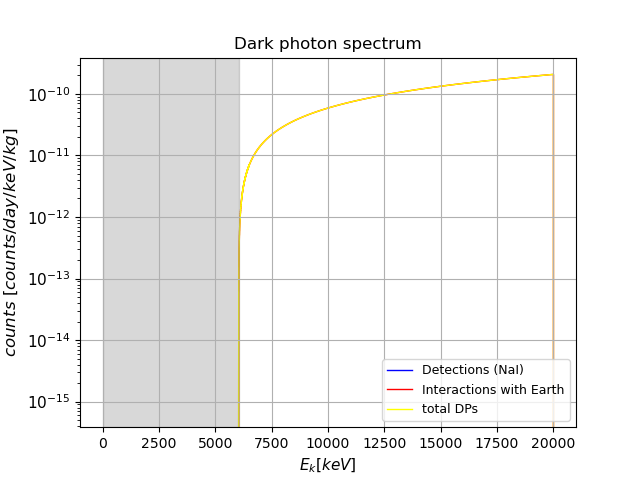 Dark photon spectrum
counts [counts/day/keV/kg]
10⁻¹⁰
10⁻¹¹
10⁻¹²
10⁻¹³
10⁻¹⁴
10⁻¹⁵
Detections (NaI)
Interactions with Earth
total DPs
0 2500 5000 7500 10000 12500 15000 17500 20000
Eₖ[keV]